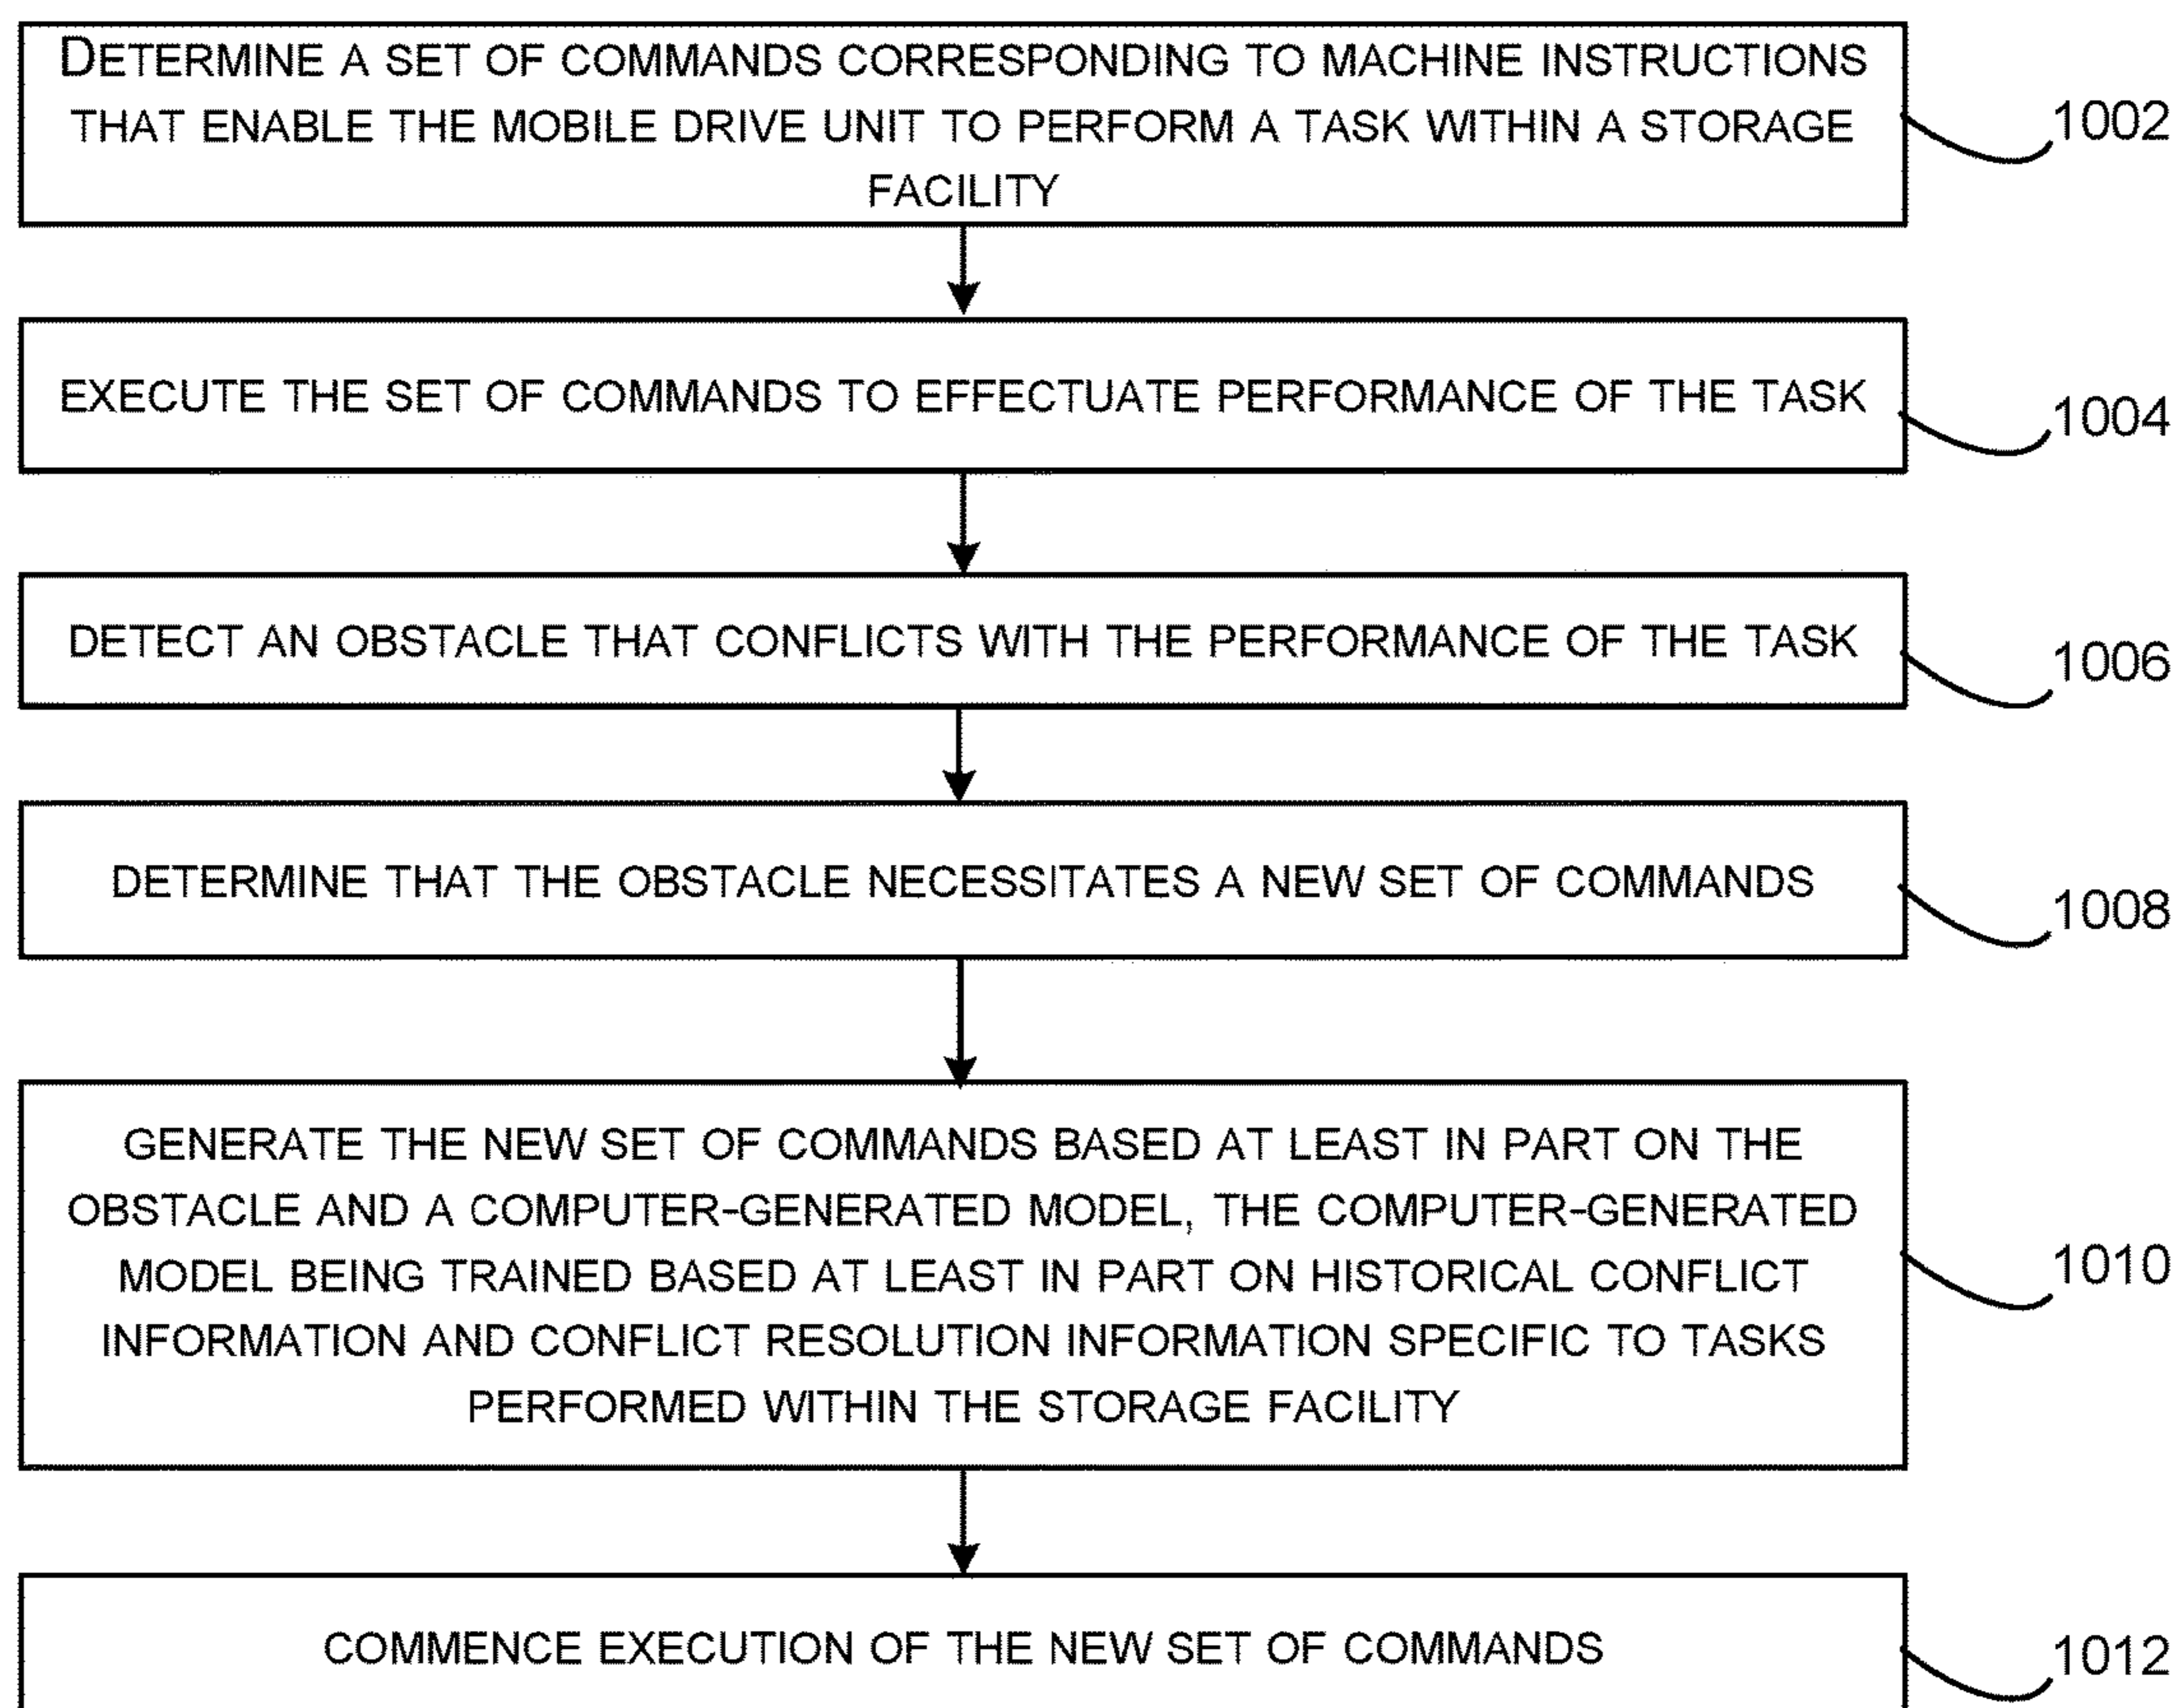 DETERMINE A SET OF COMMANDS CORRESPONDING TO MACHINE INSTRUCTIONS
THAT ENABLE THE MOBILE DRIVE UNIT TO PERFORM A TASK WITHIN A STORAGE
FACILITY
1002
EXECUTE THE SET OF COMMANDS TO EFFECTUATE PERFORMANCE OF THE TASK
1004
DETECT AN OBSTACLE THAT CONFLICTS WITH THE PERFORMANCE OF THE TASK
1006
DETERMINE THAT THE OBSTACLE NECESSITATES A NEW SET OF COMMANDS
1008
GENERATE THE NEW SET OF COMMANDS BASED AT LEAST IN PART ON THE
OBSTACLE AND A COMPUTER-GENERATED MODEL, THE COMPUTER-GENERATED
MODEL BEING TRAINED BASED AT LEAST IN PART ON HISTORICAL CONFLICT
INFORMATION AND CONFLICT RESOLUTION INFORMATION SPECIFIC TO TASKS
PERFORMED WITHIN THE STORAGE FACILITY
1010
COMMENCE EXECUTION OF THE NEW SET OF COMMANDS
1012